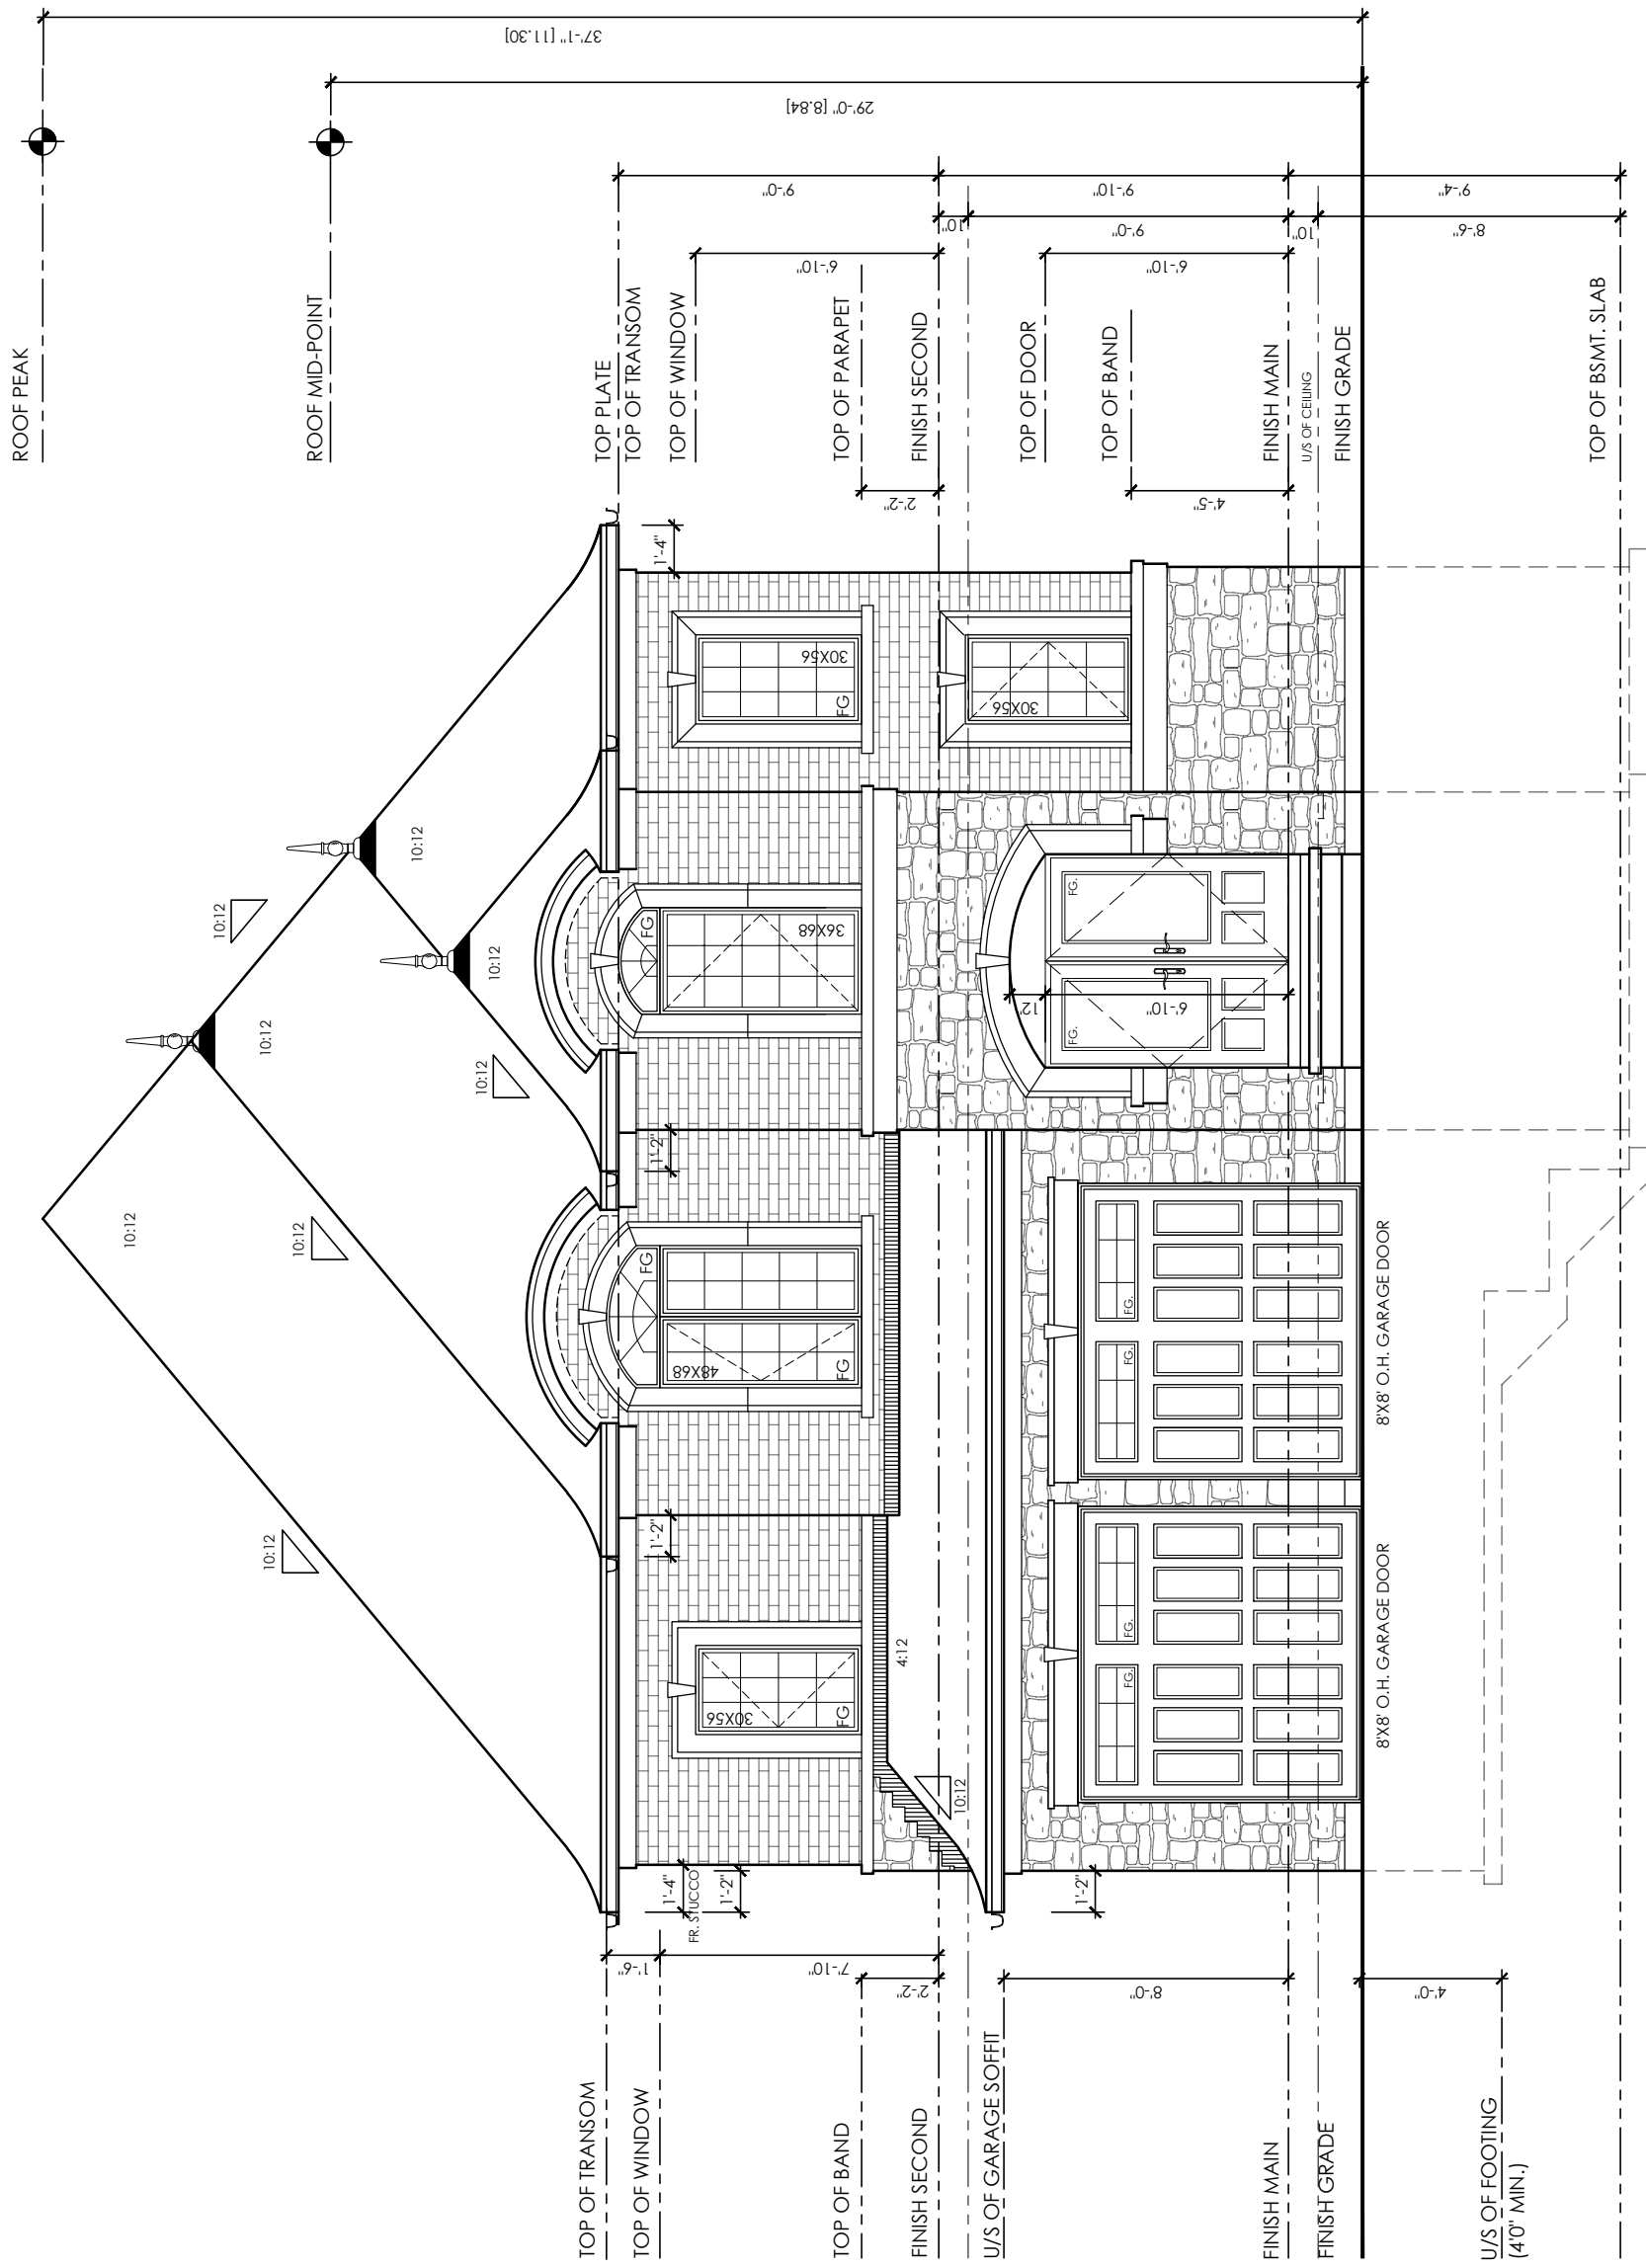 ROOF PEAK
ROOF MID-POINT
TOP PLATE
TOP OF TRANSOM
TOP OF WINDOW
TOP OF PARAPET
FINISH SECOND
TOP OF DOOR
TOP OF BAND
FINISH MAIN
U/S OF CEILING
FINISH GRADE
TOP OF BSMT. SLAB
37'-1" [11.30]
29'-0" [8.84]
9'-0"
9'-10"
9'-4"
10"
9'-0"
10"
8'-6"
6'-10"
6'-10"
2'-2"
4'-5"
1'-4"
10:12
10:12
10:12
10:12
10:12
10:12
10:12
10:12
30X56
FG
30X56
FG
36X68
FG
48X68
FG
30X56
FG
FG.
FG.
12"
6'-10"
1'-2"
1'-2"
4:12
10:12
FG.
FG.
FG.
FG.
8'X8' O.H. GARAGE DOOR
8'X8' O.H. GARAGE DOOR
1'-4"
FR. STUCCO
1'-2"
1'-2"
1'-6"
7'-10"
2'-2"
8'-0"
4'-0"
TOP OF TRANSOM
TOP OF WINDOW
TOP OF BAND
FINISH SECOND
U/S OF GARAGE SOFFIT
FINISH MAIN
FINISH GRADE
U/S OF FOOTING
(4'0" MIN.)